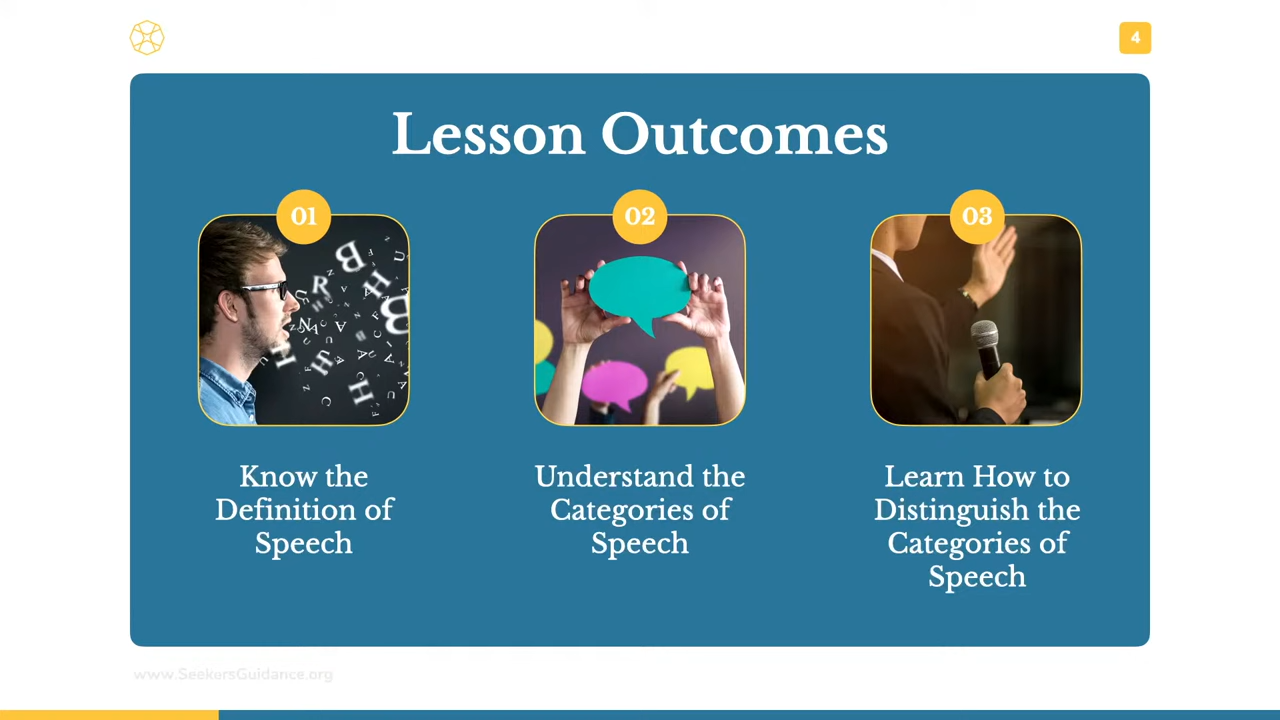 4
Lesson Outcomes
01
Know the
Definition of
Speech
02
Understand the
Categories of
Speech
03
Learn How to
Distinguish the
Categories of
Speech
www.SeekersGuidance.org